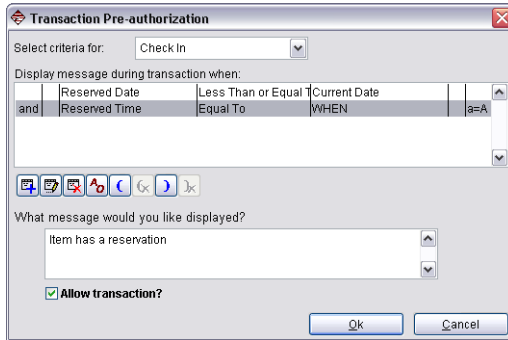 Transaction Pre-authorization
Select criteria for: Check In
Display message during transaction when:
Reserved Date Less Than or Equal T Current Date
and Reserved Time Equal To WHEN a=A
What message would you like displayed?
Item has a reservation
Allow transaction?
Ok Cancel